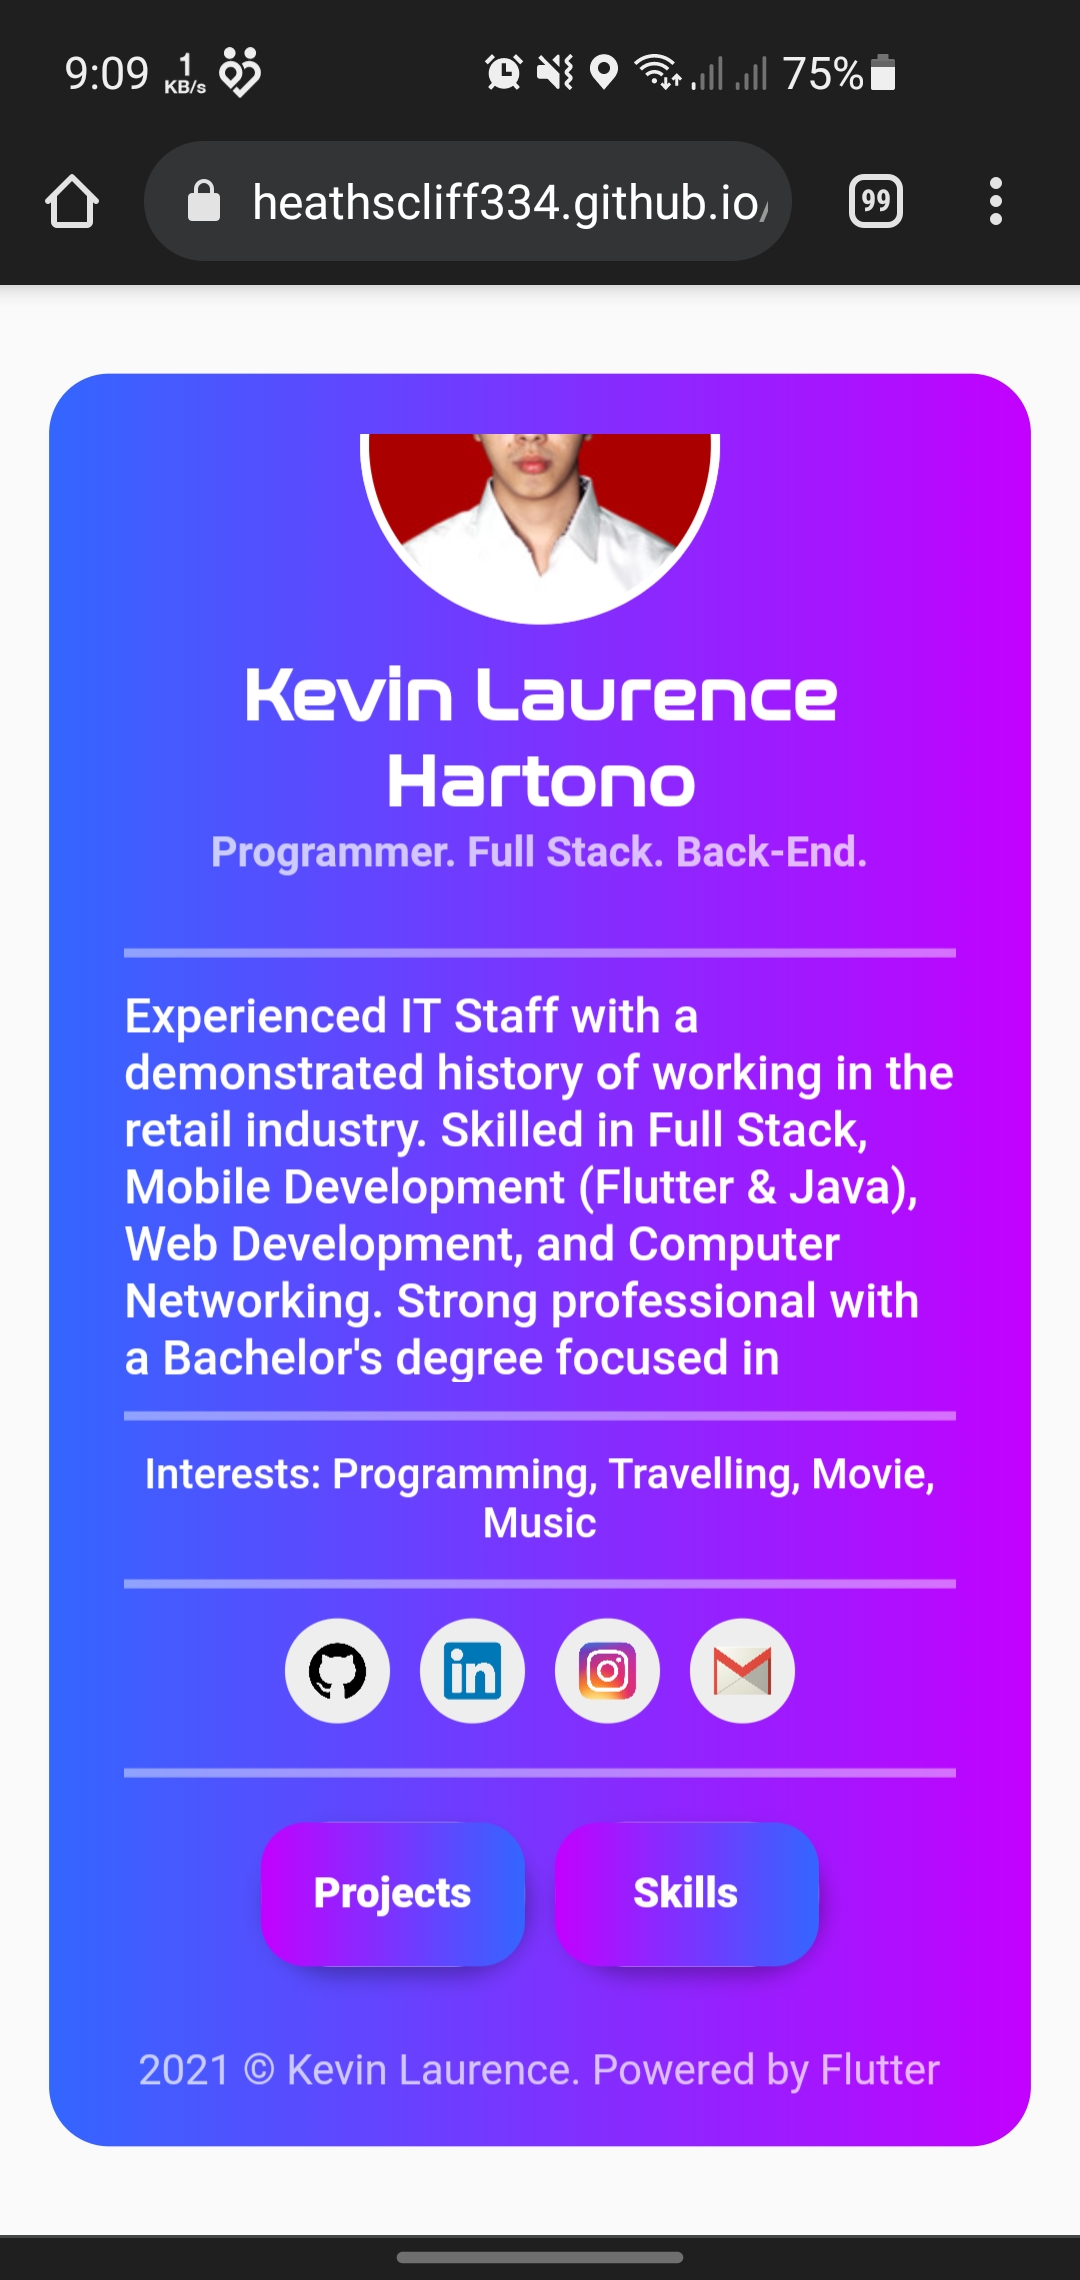 9:09 1 KB/s 75%
heathscliff334.github.io/
99
Kevin Laurence
Hartono
Programmer. Full Stack. Back-End.
Experienced IT Staff with a
demonstrated history of working in the
retail industry. Skilled in Full Stack,
Mobile Development (Flutter & Java),
Web Development, and Computer
Networking. Strong professional with
a Bachelor's degree focused in
Interests: Programming, Travelling, Movie,
Music
in
Projects Skills
2021 © Kevin Laurence. Powered by Flutter